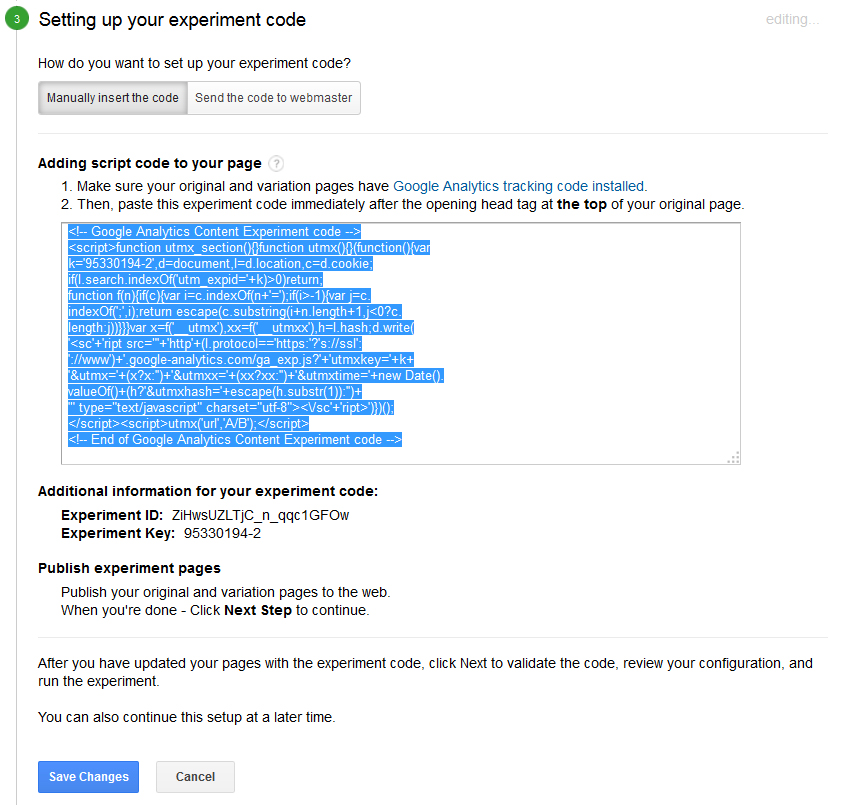 3
Setting up your experiment code
editing...
How do you want to set up your experiment code?
Manually insert the code
Send the code to webmaster
Adding script code to your page ?
1. Make sure your original and variation pages have Google Analytics tracking code installed.
2. Then, paste this experiment code immediately after the opening head tag at the top of your original page.
<!-- Google Analytics Content Experiment code -->
<script>function utmx_section(){}function utmx(){}(function(){var
k='95330194-2',d=document,l=d.location,c=d.cookie;
if(l.search.indexOf('utm_expid='+k)>0)return;
function f(n){if(c){var i=c.indexOf(n+'=');if(i>-1){var j=c.
indexOf(';',i);return escape(c.substring(i+n.length+1,j<0?c.
length:j))}}}var x=f('__utmx'),xx=f('__utmxx'),h=l.hash;d.write(
'<sc'+'ript src="'+'http'+(l.protocol=='https:'?'s://ssl':
'://www')+'.google-analytics.com/ga_exp.js?'+'utmxkey='+k+
'&utmx='+(x?x:'')+'&utmxx='+(xx?xx:'')+'&utmxtime='+new Date().
valueOf()+(h?'&utmxhash='+escape(h.substr(1)):'')+
'" type="text/javascript" charset="utf-8"><\/sc'+'ript>')})();
</script><script>utmx('url','A/B');</script>
<!-- End of Google Analytics Content Experiment code -->
Additional information for your experiment code:
Experiment ID: ZiHwsUZLTjC_n_qqc1GFOw
Experiment Key: 95330194-2
Publish experiment pages
Publish your original and variation pages to the web.
When you're done - Click Next Step to continue.
After you have updated your pages with the experiment code, click Next to validate the code, review your configuration, and
run the experiment.
You can also continue this setup at a later time.
Save Changes
Cancel